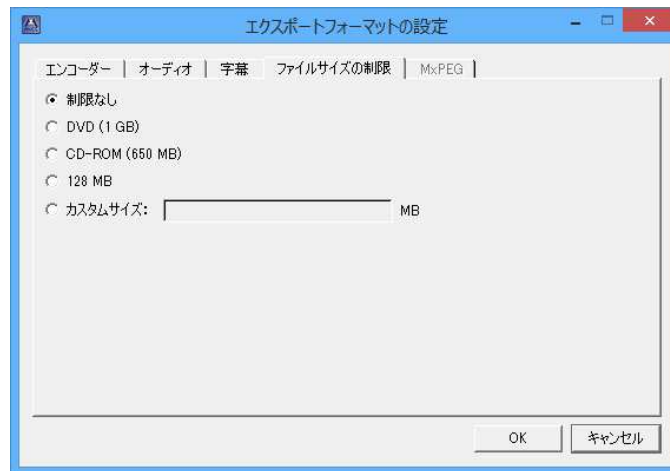 エクスポートフォーマットの設定
エンコーダー | オーディオ | 字幕 ファイルサイズの制限 | MxPEG |
制限なし
DVD (1 GB)
CD-ROM (650 MB)
128 MB
カスタムサイズ: MB
OK キャンセル